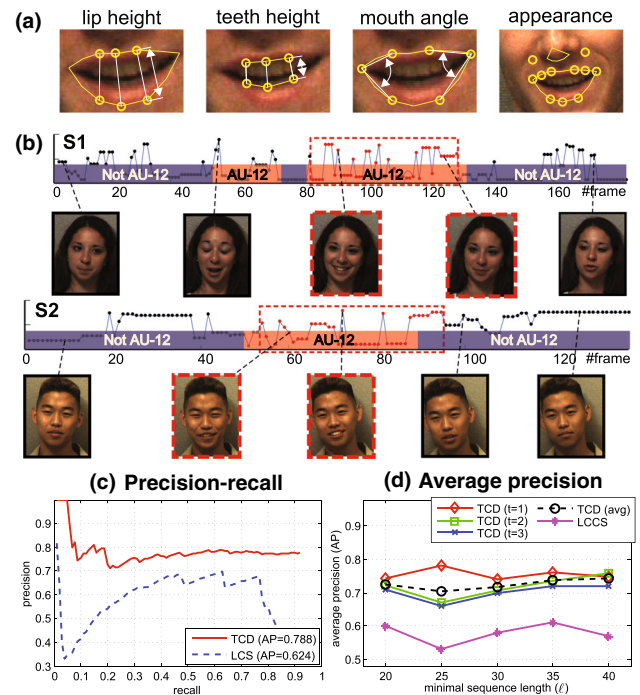 (a) lip height teeth height mouth angle appearance
(b)
S1
Not AU-12 AU-12 AU-12 Not AU-12
0 20 40 60 80 100 120 140 160 #frame
S2
Not AU-12 AU-12 Not AU-12
0 20 40 60 80 100 120 #frame
(c) Precision-recall
precision
0.9
0.8
0.7
0.6
0.5
0.4
0.3
TCD (AP=0.788)
LCS (AP=0.624)
0 0.1 0.2 0.3 0.4 0.5 0.6 0.7 0.8 0.9 1
recall
(d) Average precision
average precision (AP)
TCD (t=1)
TCD (t=2)
TCD (t=3)
TCD (avg)
LCCS
0.9
0.8
0.7
0.6
0.5
20 25 30 35 40
minimal sequence length (ℓ)